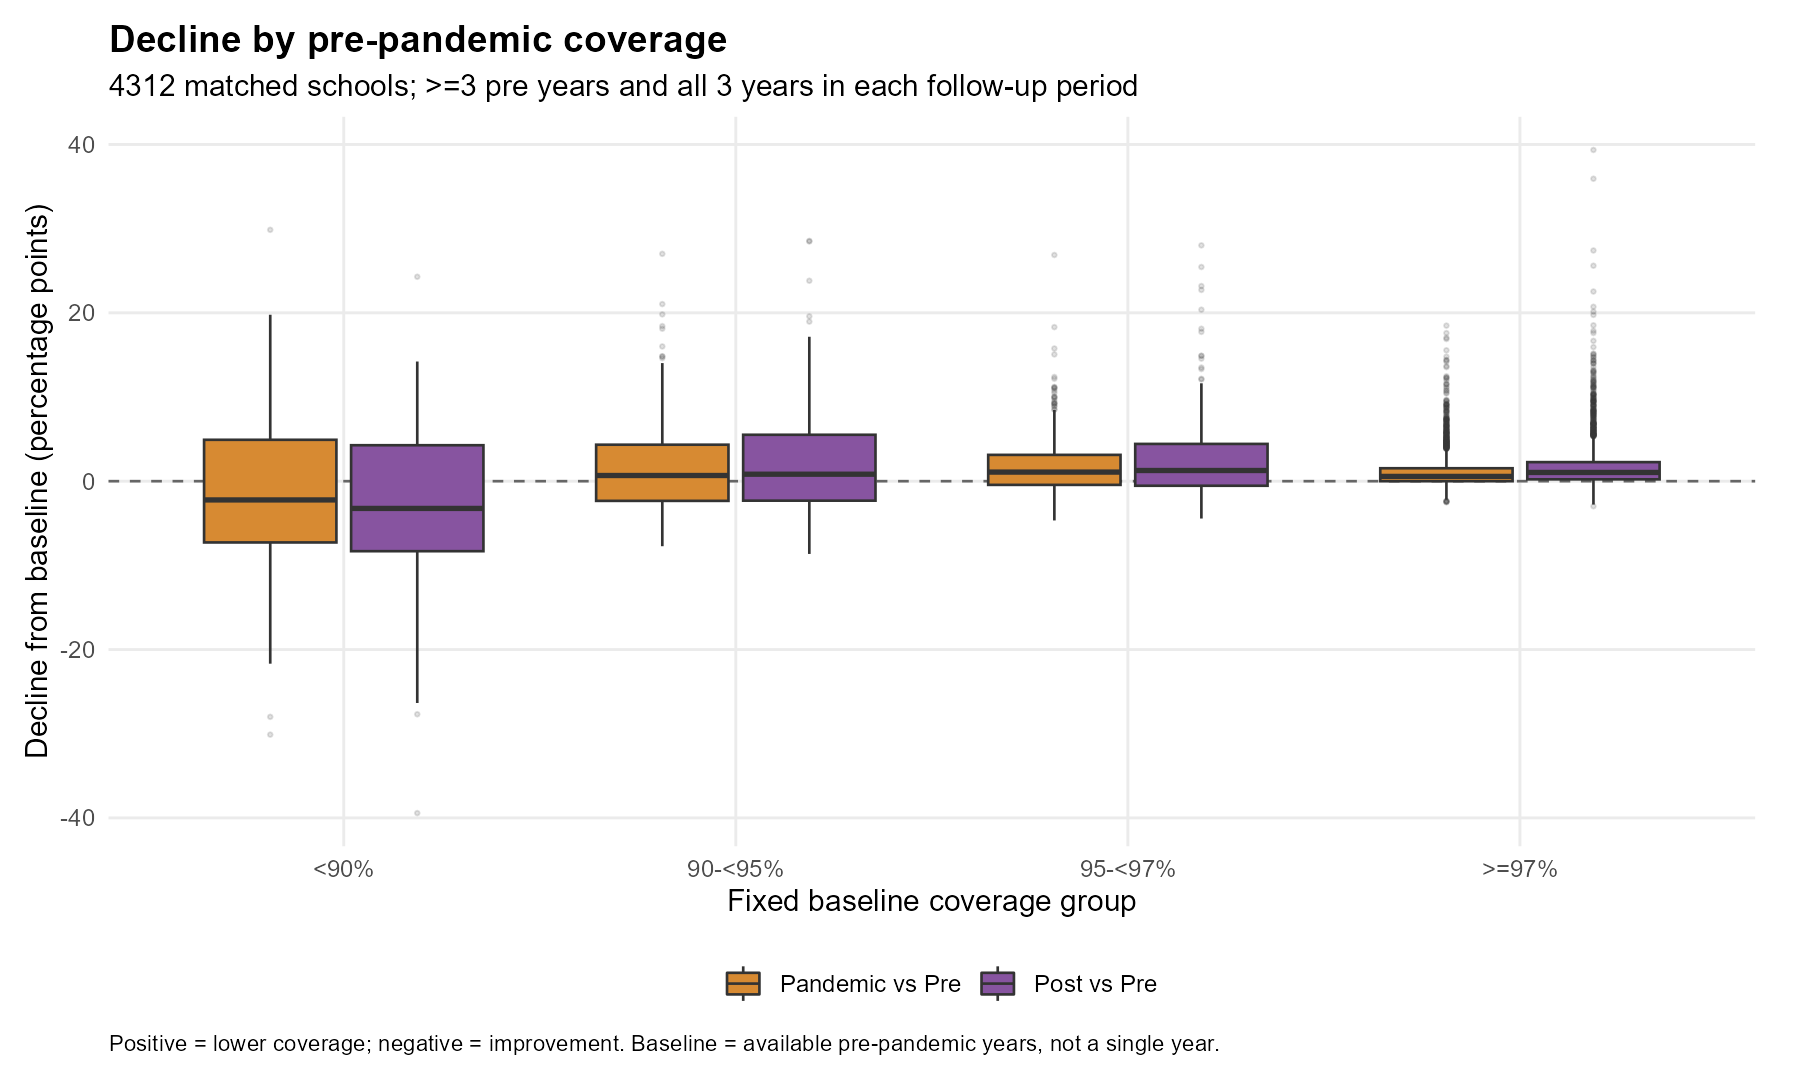 Decline by pre-pandemic coverage
4312 matched schools; >=3 pre years and all 3 years in each follow-up period
Decline from baseline (percentage points)
40
20
0
-20
-40
<90%
90-<95%
95-<97%
>=97%
Fixed baseline coverage group
Pandemic vs Pre
Post vs Pre
Positive = lower coverage; negative = improvement. Baseline = available pre-pandemic years, not a single year.